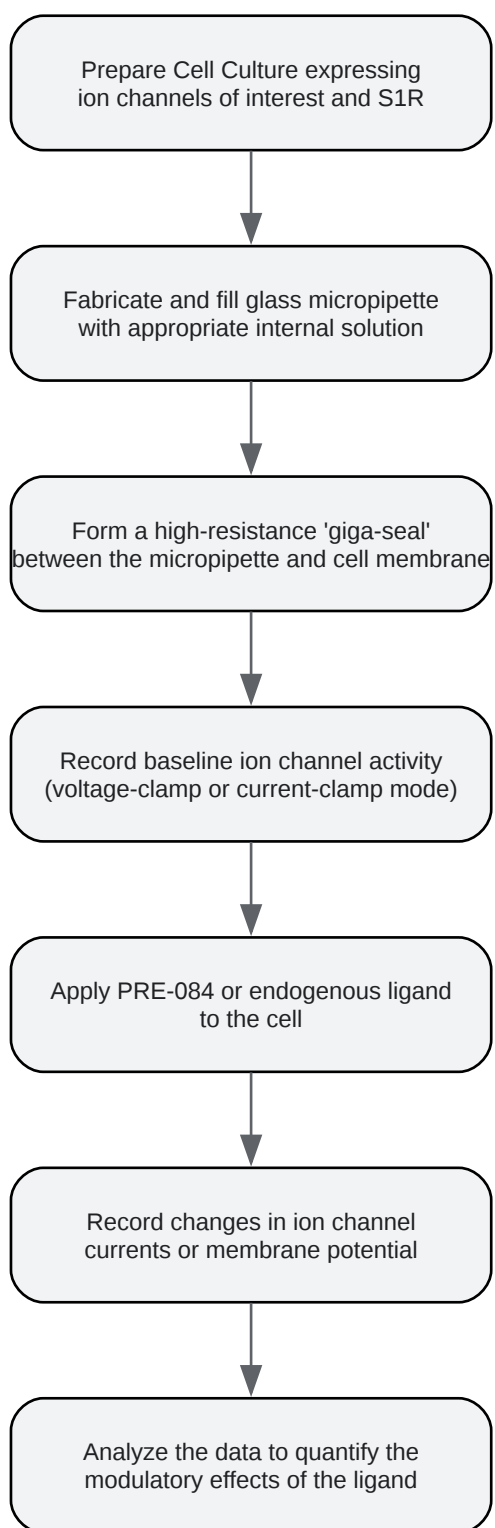 Prepare Cell Culture expressing
ion channels of interest and S1R
Fabricate and fill glass micropipette
with appropriate internal solution
Form a high-resistance 'giga-seal'
between the micropipette and cell membrane
Record baseline ion channel activity
(voltage-clamp or current-clamp mode)
Apply PRE-084 or endogenous ligand
to the cell
Record changes in ion channel
currents or membrane potential
Analyze the data to quantify the
modulatory effects of the ligand